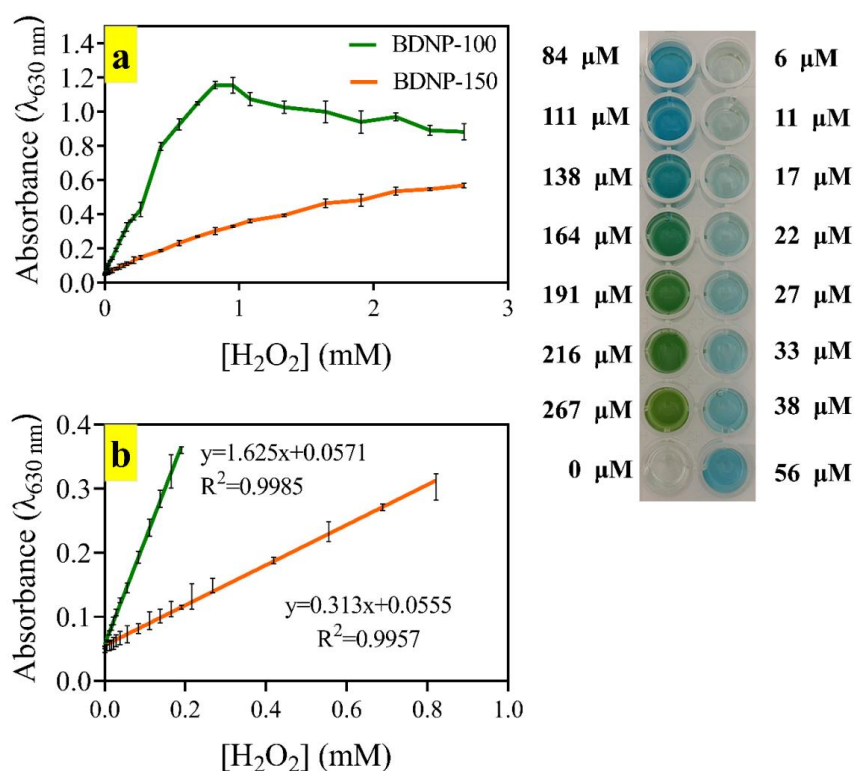 a
BDNP-100
BDNP-150
Absorbance (λ630 nm)
1.4
1.2
1.0
0.8
0.6
0.4
0.2
0.0
0 1 2 3
[H2O2] (mM)
b
y=1.625x+0.0571
R²=0.9985
y=0.313x+0.0555
R²=0.9957
Absorbance (λ630 nm)
0.4
0.3
0.2
0.1
0.0
0.0 0.2 0.4 0.6 0.8 1.0
[H2O2] (mM)
84 μM 6 μM
111 μM 11 μM
138 μM 17 μM
164 μM 22 μM
191 μM 27 μM
216 μM 33 μM
267 μM 38 μM
0 μM 56 μM